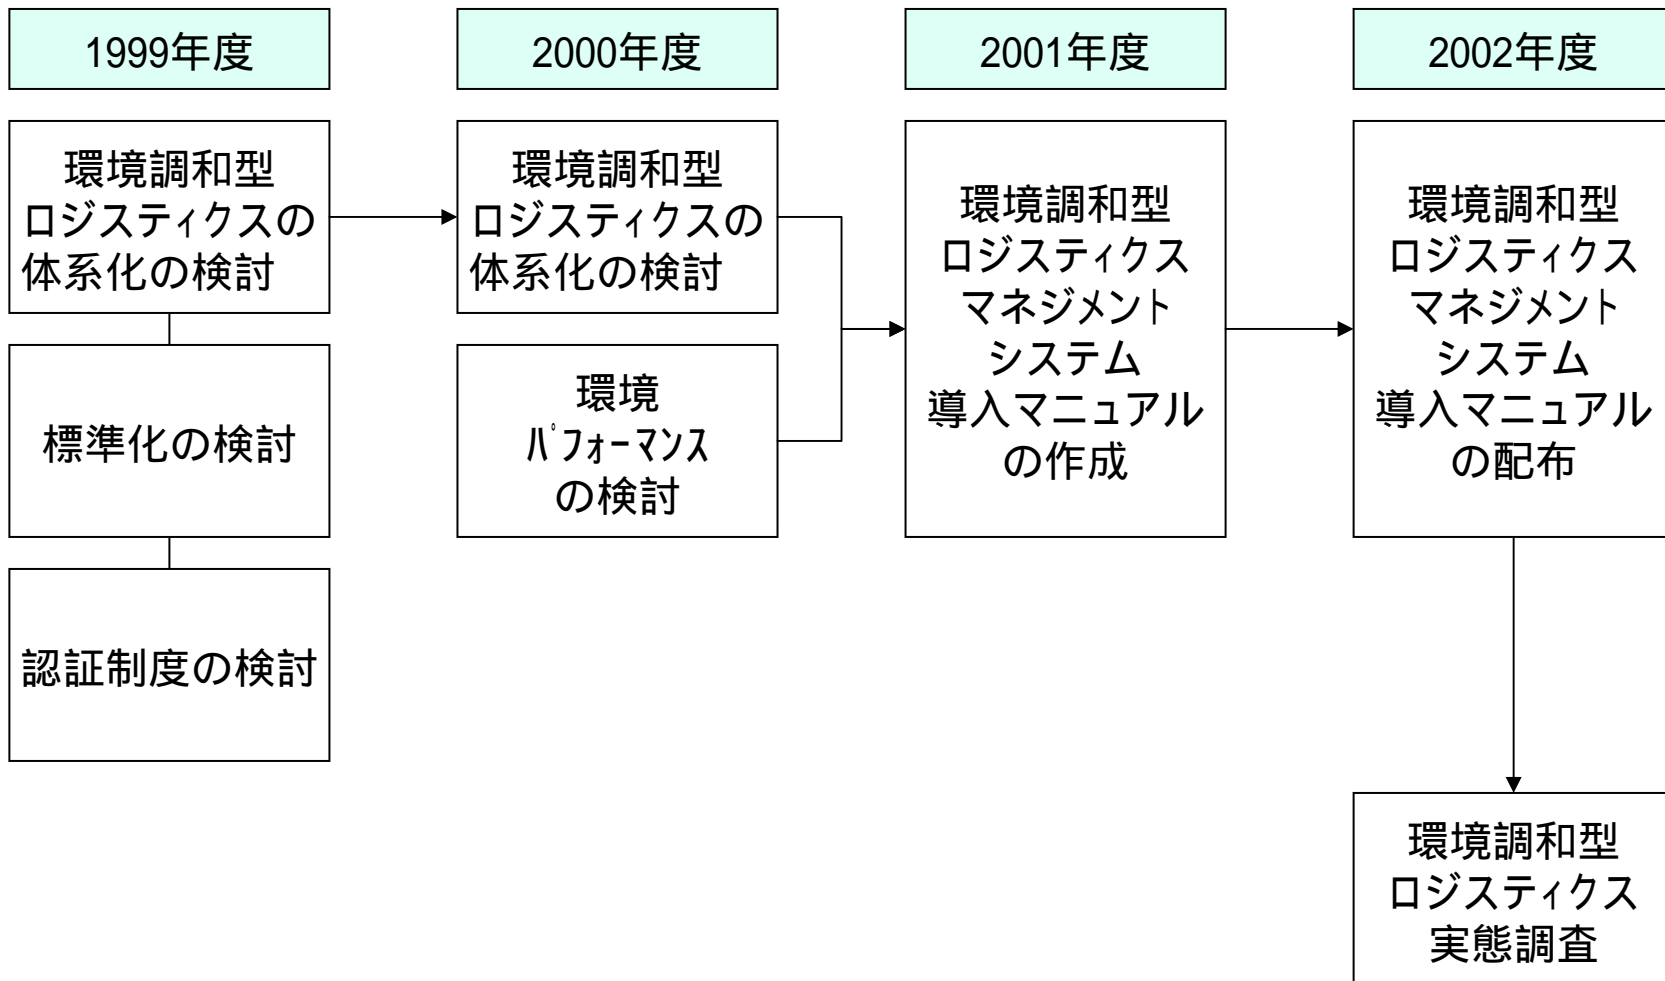 1999年度
2000年度
2001年度
2002年度
環境調和型
ロジスティクスの
体系化の検討
標準化の検討
認証制度の検討
環境調和型
ロジスティクスの
体系化の検討
環境
パフォーマンス
の検討
環境調和型
ロジスティクス
マネジメント
システム
導入マニュアル
の作成
環境調和型
ロジスティクス
マネジメント
システム
導入マニュアル
の配布
環境調和型
ロジスティクス
実態調査